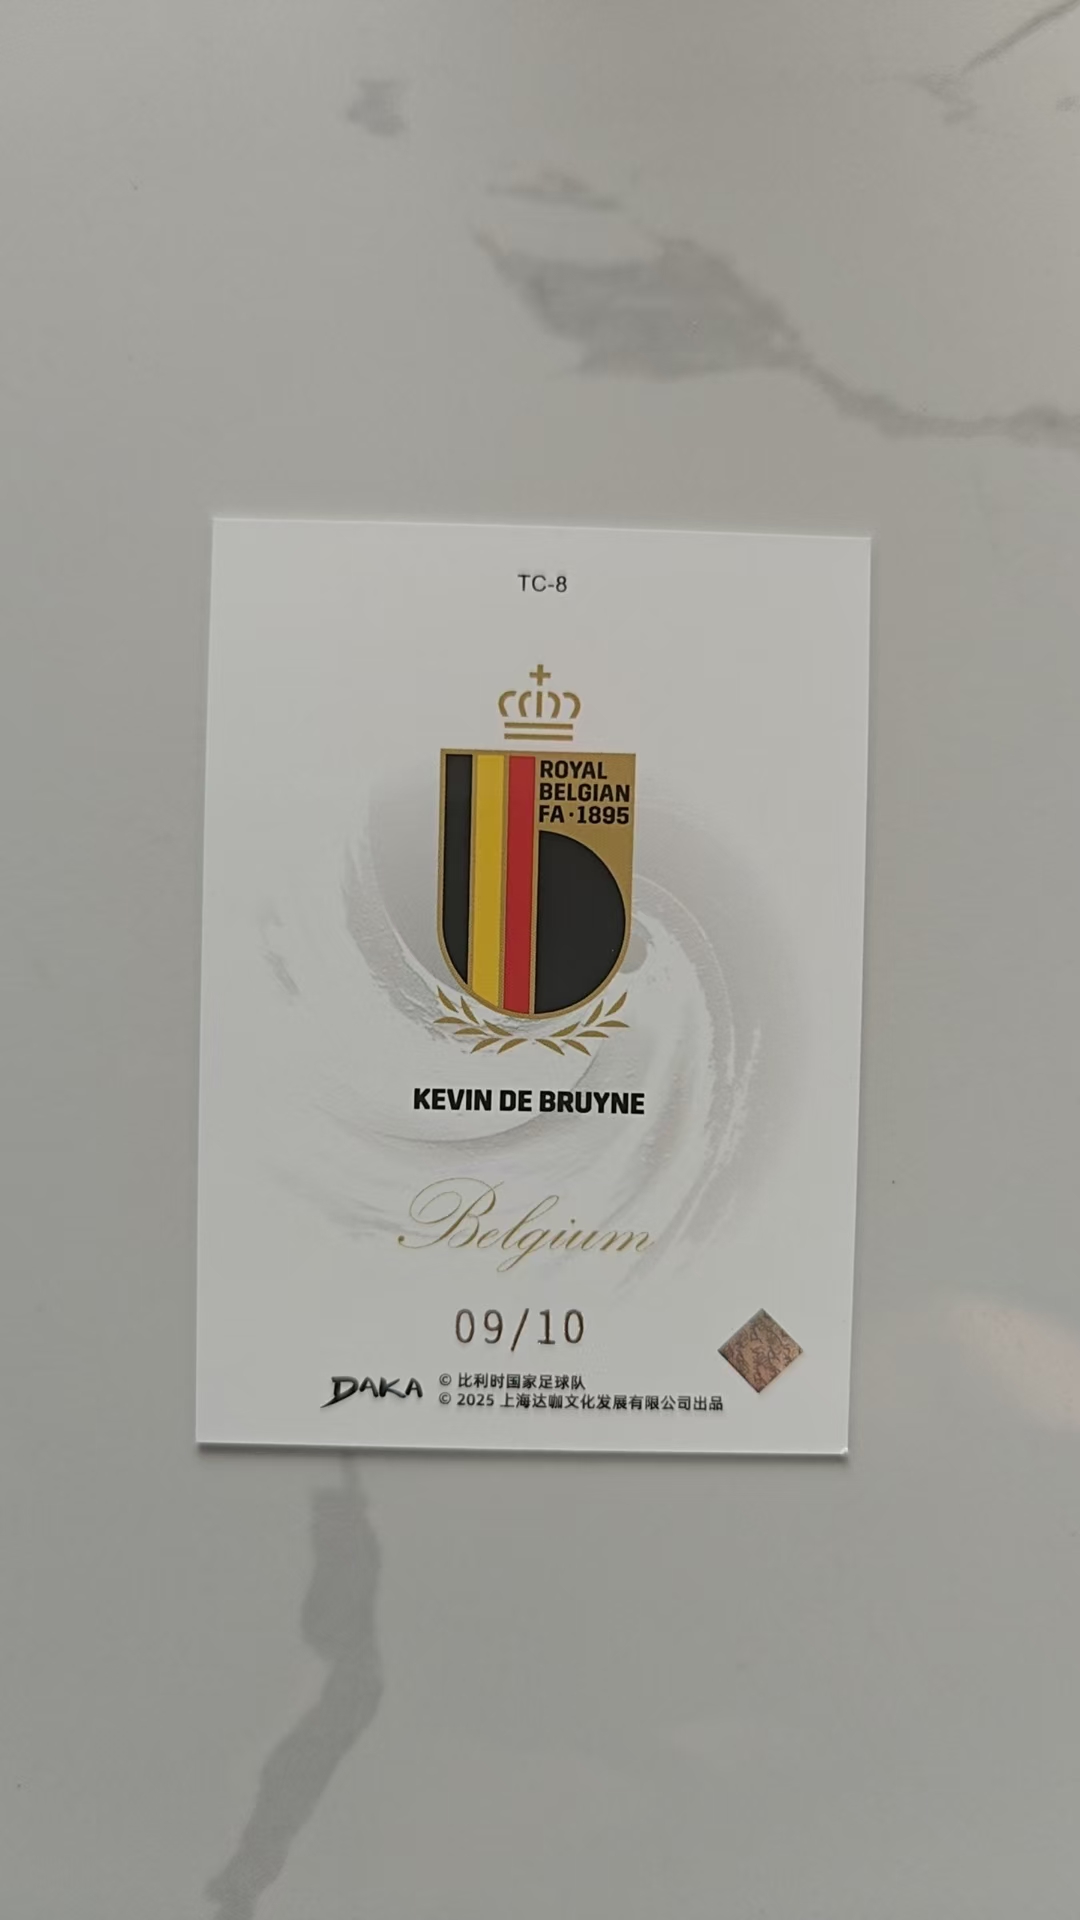 TC-8
ROYAL
BELGIAN
FA·1895
KEVIN DE BRUYNE
Belgium
09/10
DAKA
© 比利时国家足球队
© 2025 上海达咖文化发展有限公司出品